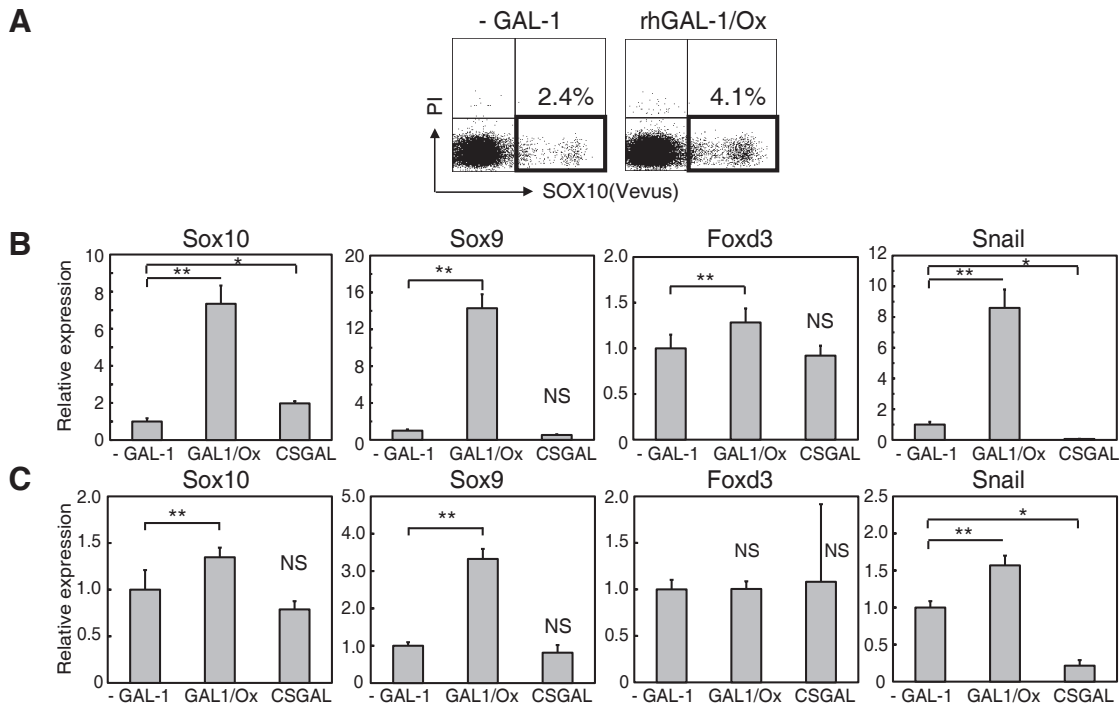 A
- GAL-1
rhGAL-1/Ox
PI
2.4%
4.1%
SOX10(Vevus)
B
Relative expression
Sox10
10
8
6
4
2
0
**
*
- GAL-1
GAL1/Ox
CSGAL
Sox9
20
16
12
8
4
0
**
NS
- GAL-1
GAL1/Ox
CSGAL
Foxd3
2.0
1.5
1.0
0.5
0
**
NS
- GAL-1
GAL1/Ox
CSGAL
Snail
12
10
8
6
4
2
0
*
**
- GAL-1
GAL1/Ox
CSGAL
C
Relative expression
Sox10
2.0
1.5
1.0
0.5
0
**
NS
- GAL-1
GAL1/Ox
CSGAL
Sox9
5.0
4.0
3.0
2.0
1.0
0
**
NS
- GAL-1
GAL1/Ox
CSGAL
Foxd3
2.0
1.5
1.0
0.5
0
NS
NS
- GAL-1
GAL1/Ox
CSGAL
Snail
2.5
2.0
1.5
1.0
0.5
0
*
**
- GAL-1
GAL1/Ox
CSGAL